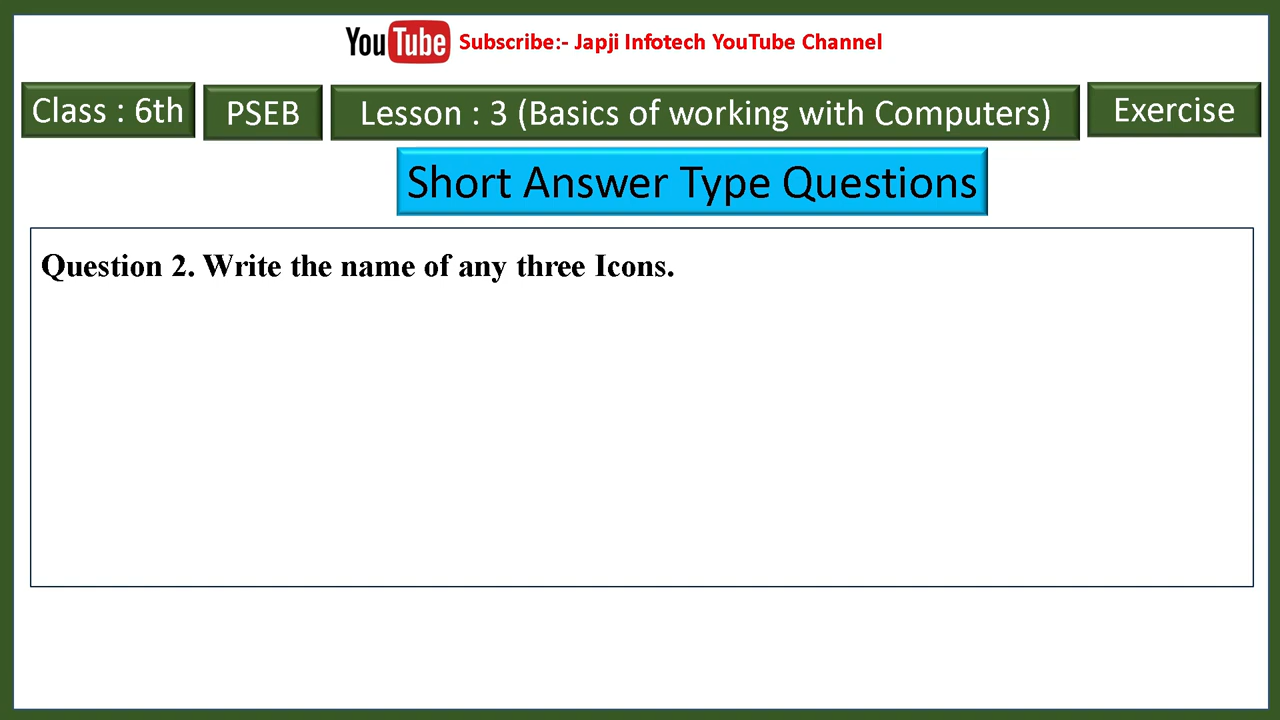 YouTube Subscribe:- Japji Infotech YouTube Channel
Class : 6th PSEB Lesson : 3 (Basics of working with Computers) Exercise
Short Answer Type Questions
Question 2. Write the name of any three Icons.